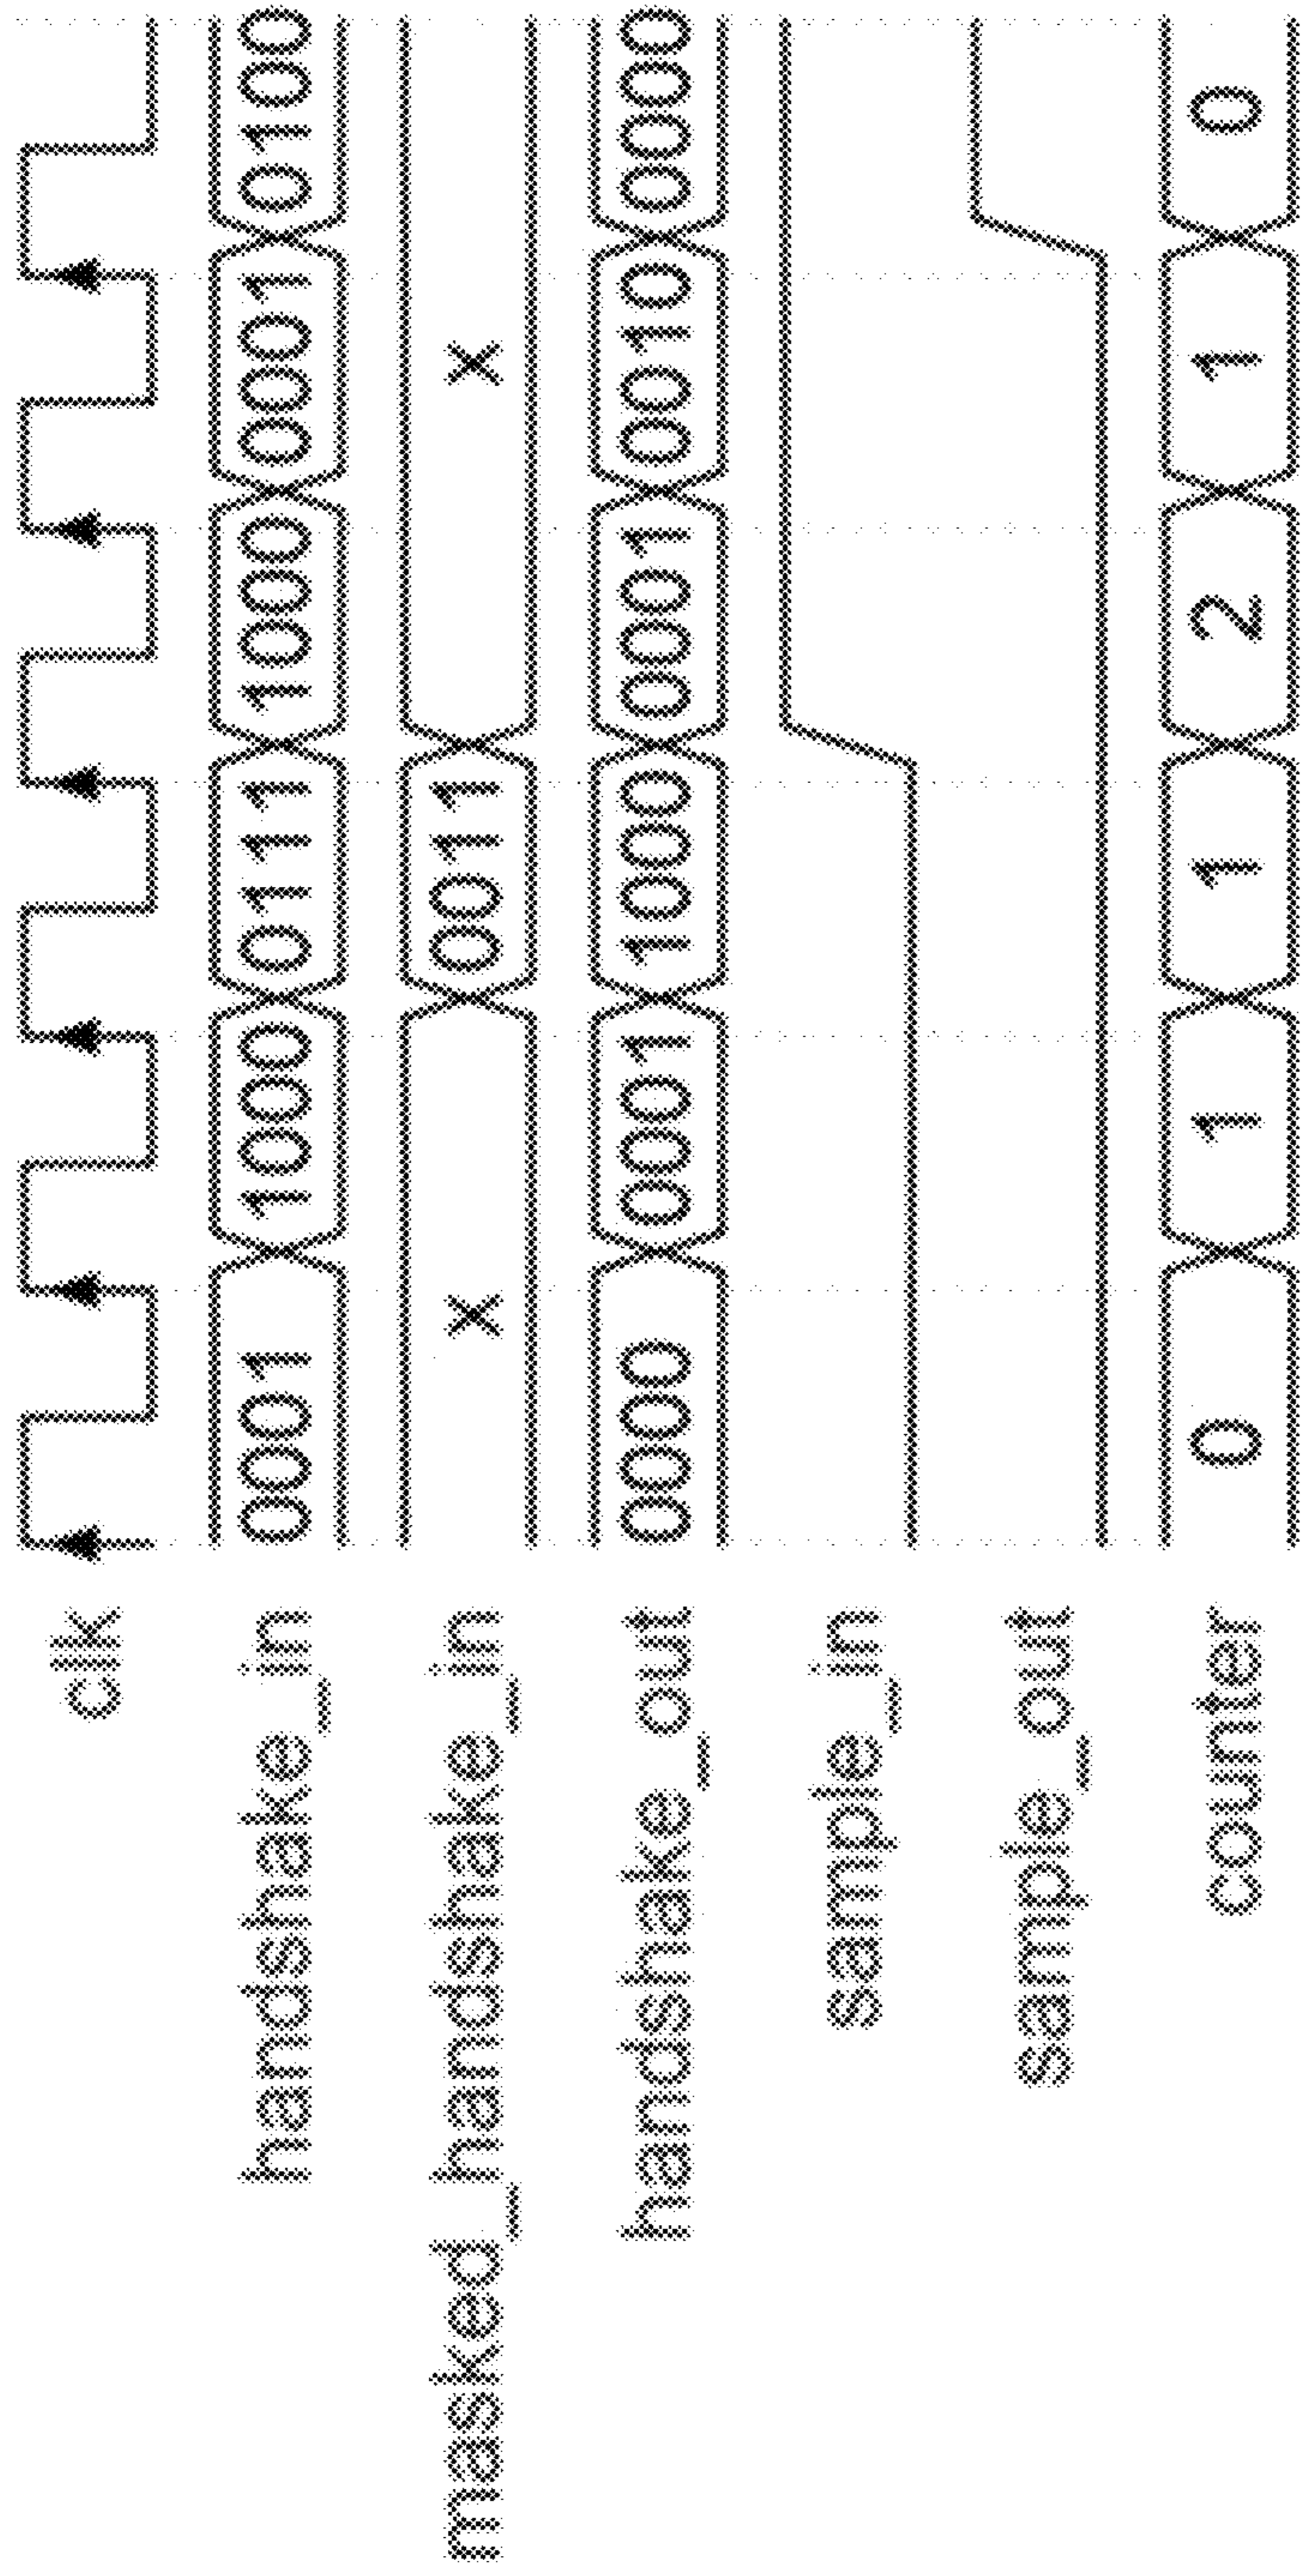 clk
handshake_in 0001 1000 0111 1000 0001 0100
masked_handshake_in x 0011 x
handshake_out 0000 0001 1000 0001 0010 0000
sample_in
sample_out
counter 0 1 1 2 1 0